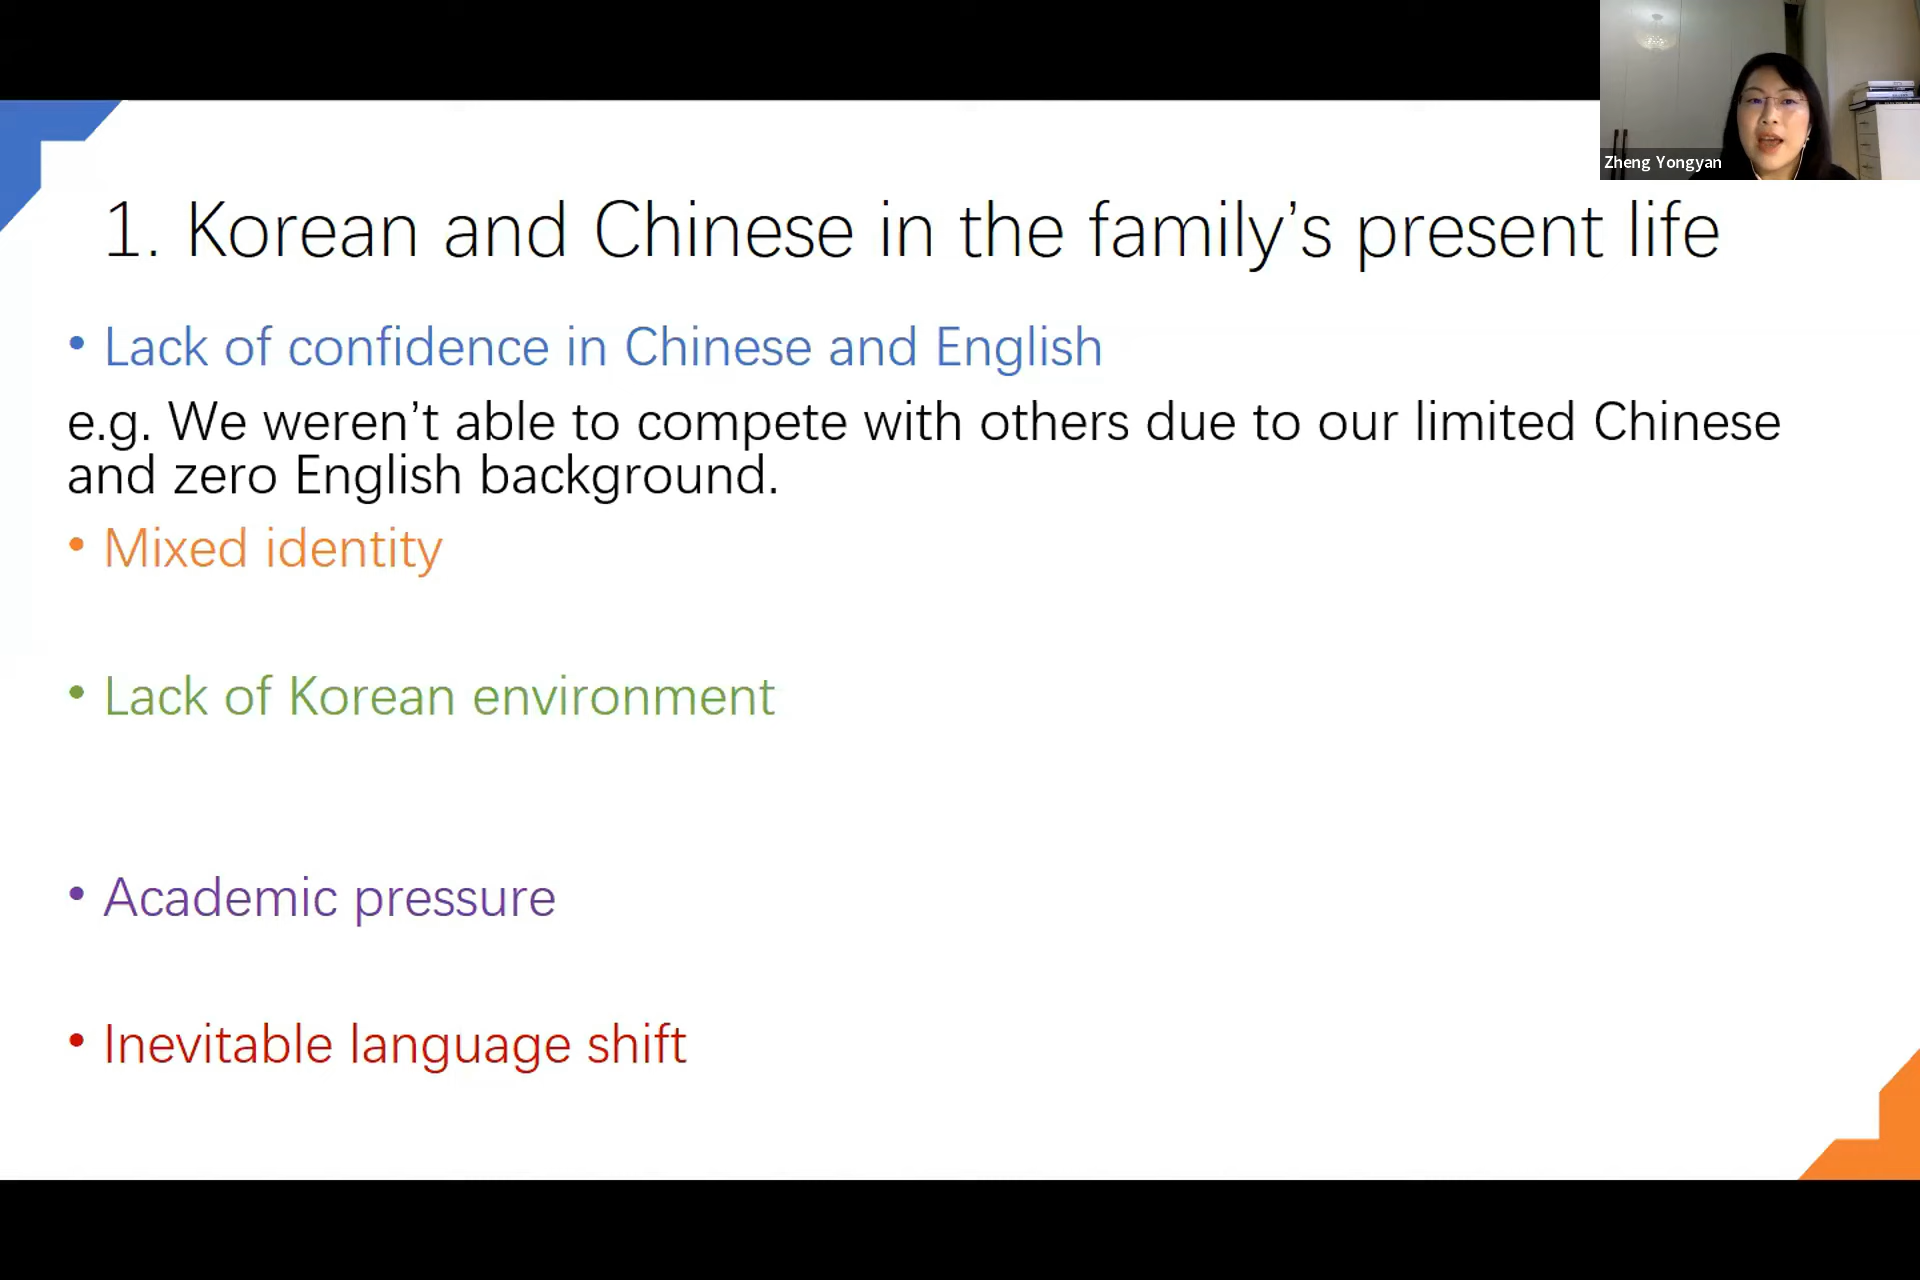 Zheng Yongyan
1. Korean and Chinese in the family’s present life
• Lack of confidence in Chinese and English
e.g. We weren’t able to compete with others due to our limited Chinese
and zero English background.
• Mixed identity
• Lack of Korean environment
• Academic pressure
• Inevitable language shift